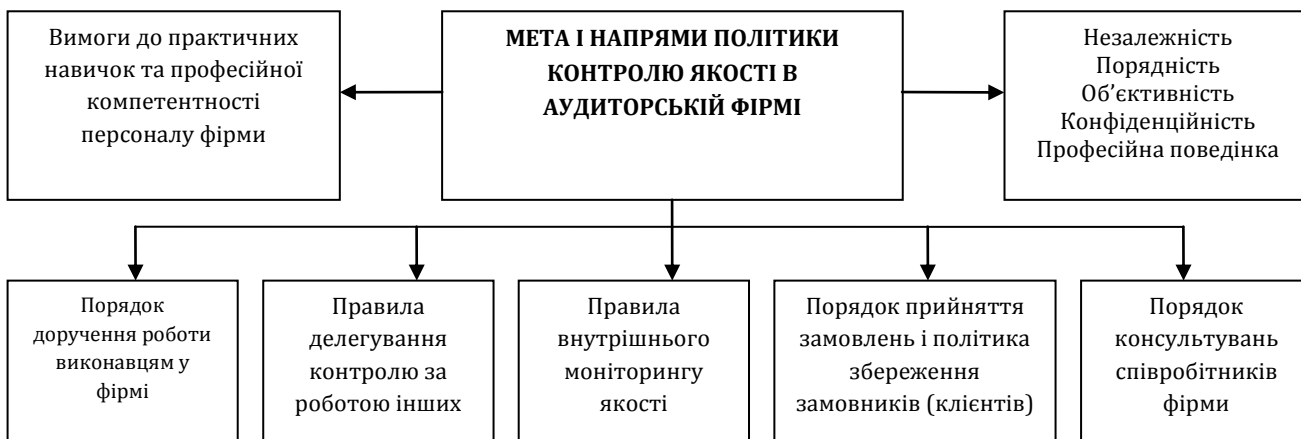 Вимоги до практичних
навичок та професійної
компетентності
персоналу фірми
МЕТА І НАПРЯМИ ПОЛІТИКИ
КОНТРОЛЮ ЯКОСТІ В
АУДИТОРСЬКІЙ ФІРМІ
Незалежність
Порядність
Об’єктивність
Конфіденційність
Професійна поведінка
Порядок
доручення роботи
виконавцям у
фірмі
Правила
делегування
контролю за
роботою інших
Правила
внутрішнього
моніторингу
якості
Порядок прийняття
замовлень і політика
збереження
замовників (клієнтів)
Порядок
консультувань
співробітників
фірми